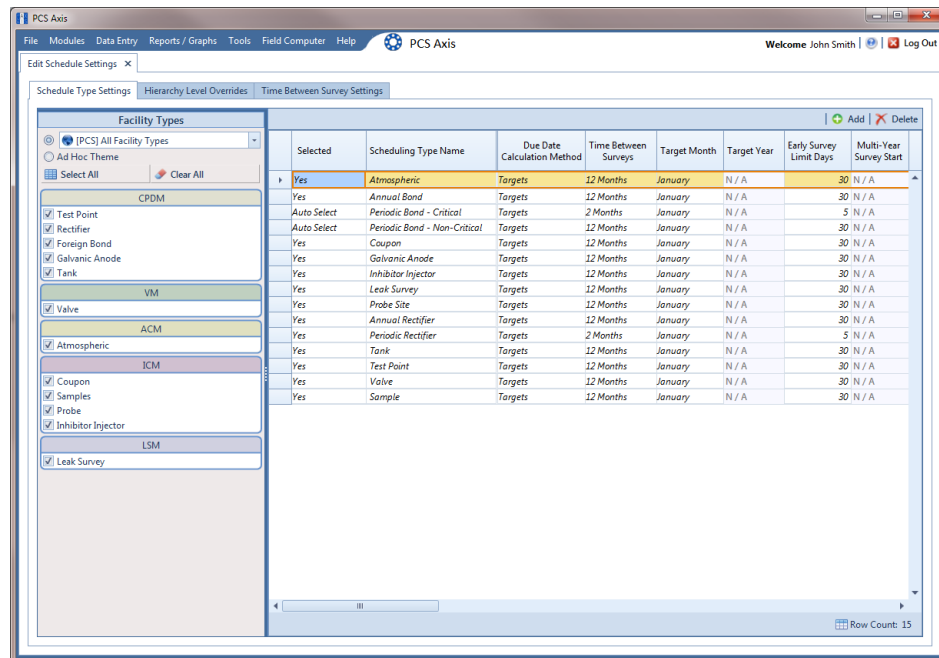 PCS Axis
File Modules Data Entry Reports / Graphs Tools Field Computer Help PCS Axis Welcome John Smith Log Out
Edit Schedule Settings
Schedule Type Settings Hierarchy Level Overrides Time Between Survey Settings
Facility Types
[PCS] All Facility Types
Ad Hoc Theme
Select All Clear All
CPDM
Test Point
Rectifier
Foreign Bond
Galvanic Anode
Tank
VM
Valve
ACM
Atmospheric
ICM
Coupon
Samples
Probe
Inhibitor Injector
LSM
Leak Survey
Add Delete
Selected Scheduling Type Name Due Date Calculation Method Time Between Surveys Target Month Target Year Early Survey Limit Days Multi-Year Survey Start
Yes Atmospheric Targets 12 Months January N / A 30 N / A
Yes Annual Bond Targets 12 Months January N / A 30 N / A
Auto Select Periodic Bond - Critical Targets 2 Months January N / A 5 N / A
Auto Select Periodic Bond - Non-Critical Targets 12 Months January N / A 30 N / A
Yes Coupon Targets 12 Months January N / A 30 N / A
Yes Galvanic Anode Targets 12 Months January N / A 30 N / A
Yes Inhibitor Injector Targets 12 Months January N / A 30 N / A
Yes Leak Survey Targets 12 Months January N / A 30 N / A
Yes Probe Site Targets 12 Months January N / A 30 N / A
Yes Annual Rectifier Targets 12 Months January N / A 30 N / A
Yes Periodic Rectifier Targets 2 Months January N / A 5 N / A
Yes Tank Targets 12 Months January N / A 30 N / A
Yes Test Point Targets 12 Months January N / A 30 N / A
Yes Valve Targets 12 Months January N / A 30 N / A
Yes Sample Targets 12 Months January N / A 30 N / A
Row Count: 15